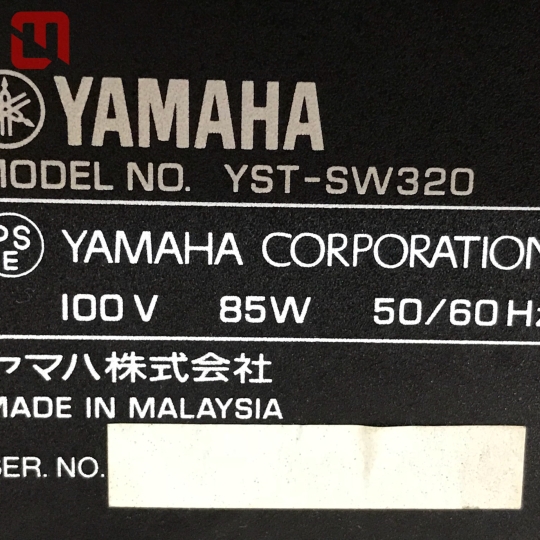 YAMAHA
MODEL NO. YST-SW320
PS E
YAMAHA CORPORATION
100V 85W 50/60Hz
ヤマハ株式会社
MADE IN MALAYSIA
SER. NO.